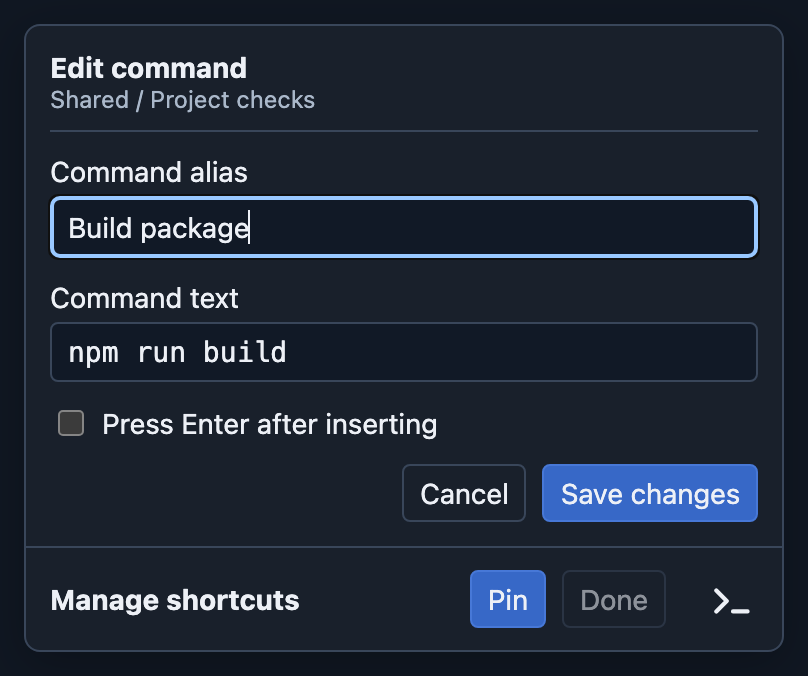 Edit command
Shared / Project checks
Command alias
Build package
Command text
npm run build
Press Enter after inserting
Cancel Save changes
Manage shortcuts Pin Done >_